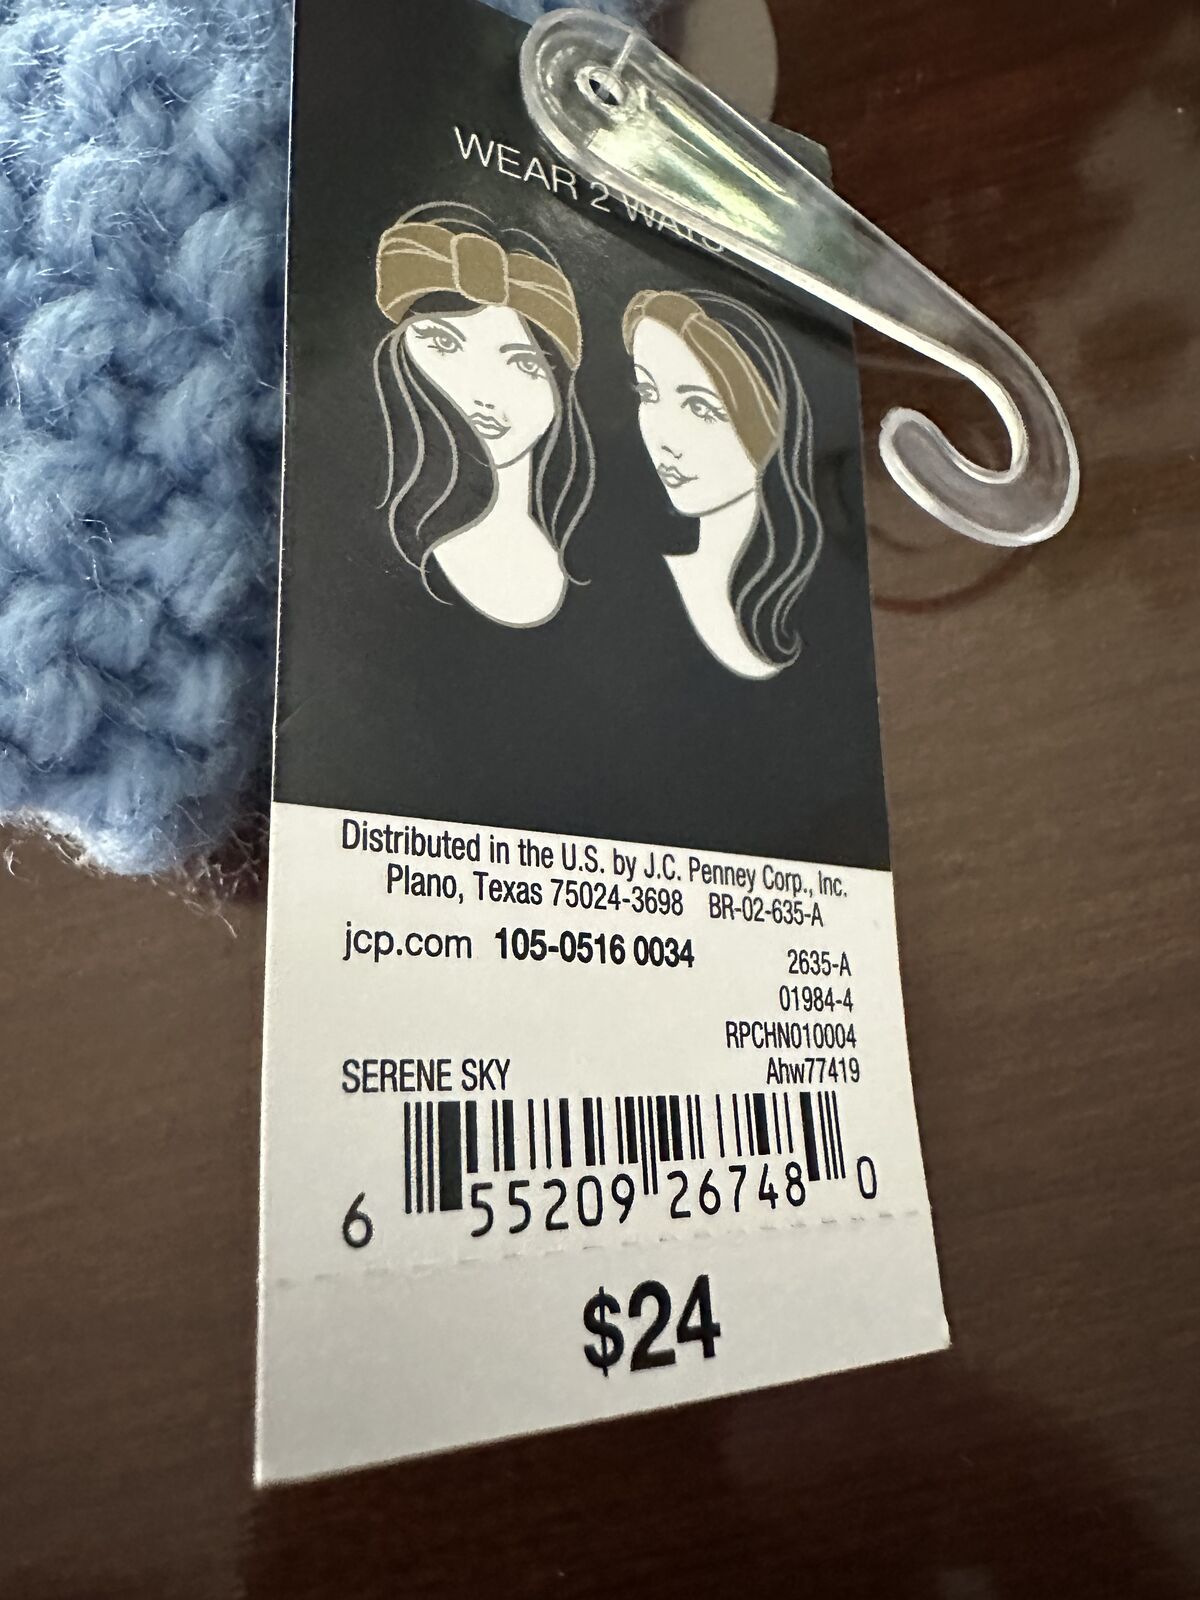 WEAR 2 WAYS
Distributed in the U.S. by J.C. Penney Corp., Inc.
Plano, Texas 75024-3698 BR-02-635-A
jcp.com 105-0516 0034
2635-A
01984-4
RPCHN010004
SERENE SKY
Ahw77419
6 55209 26748 0
$24